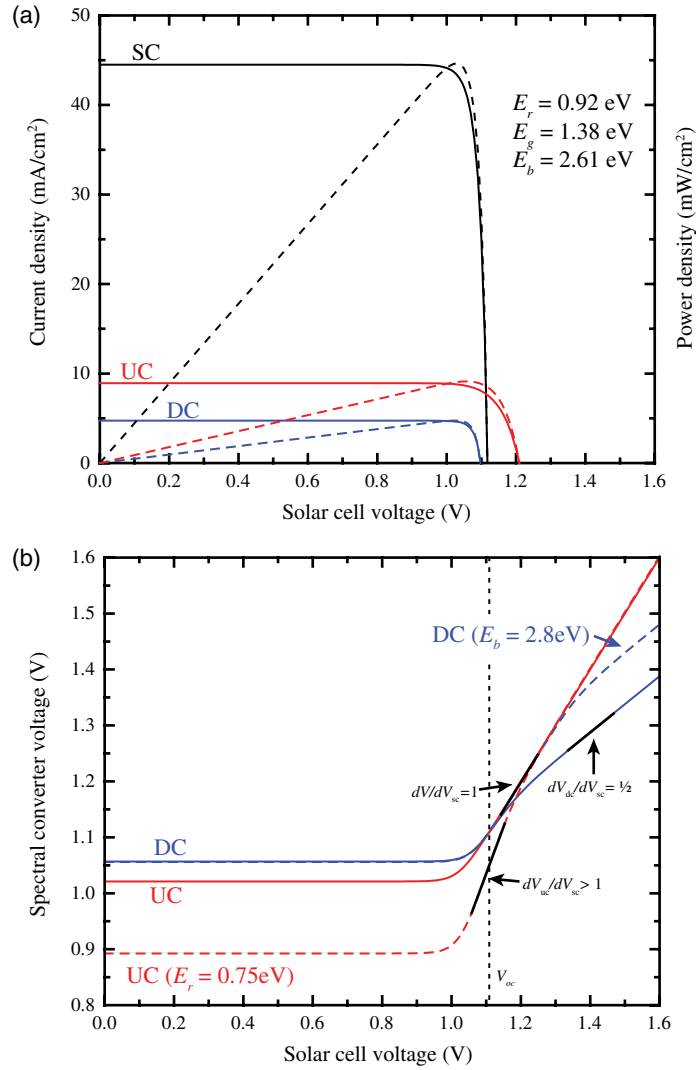 (a)
50
40
30
20
10
0
Current density (mA/cm²)
SC
UC
DC
E_r = 0.92 eV
E_g = 1.38 eV
E_b = 2.61 eV
Power density (mW/cm²)
0.0 0.2 0.4 0.6 0.8 1.0 1.2 1.4 1.6
Solar cell voltage (V)
(b)
1.6
1.5
1.4
1.3
1.2
1.1
1.0
0.9
0.8
Spectral converter voltage (V)
DC (E_b = 2.8eV)
dV/dV_sc=1
dV_dc/dV_sc= ½
DC
UC
dV_uc/dV_sc> 1
UC (E_r = 0.75eV)
V_oc
0.0 0.2 0.4 0.6 0.8 1.0 1.2 1.4 1.6
Solar cell voltage (V)